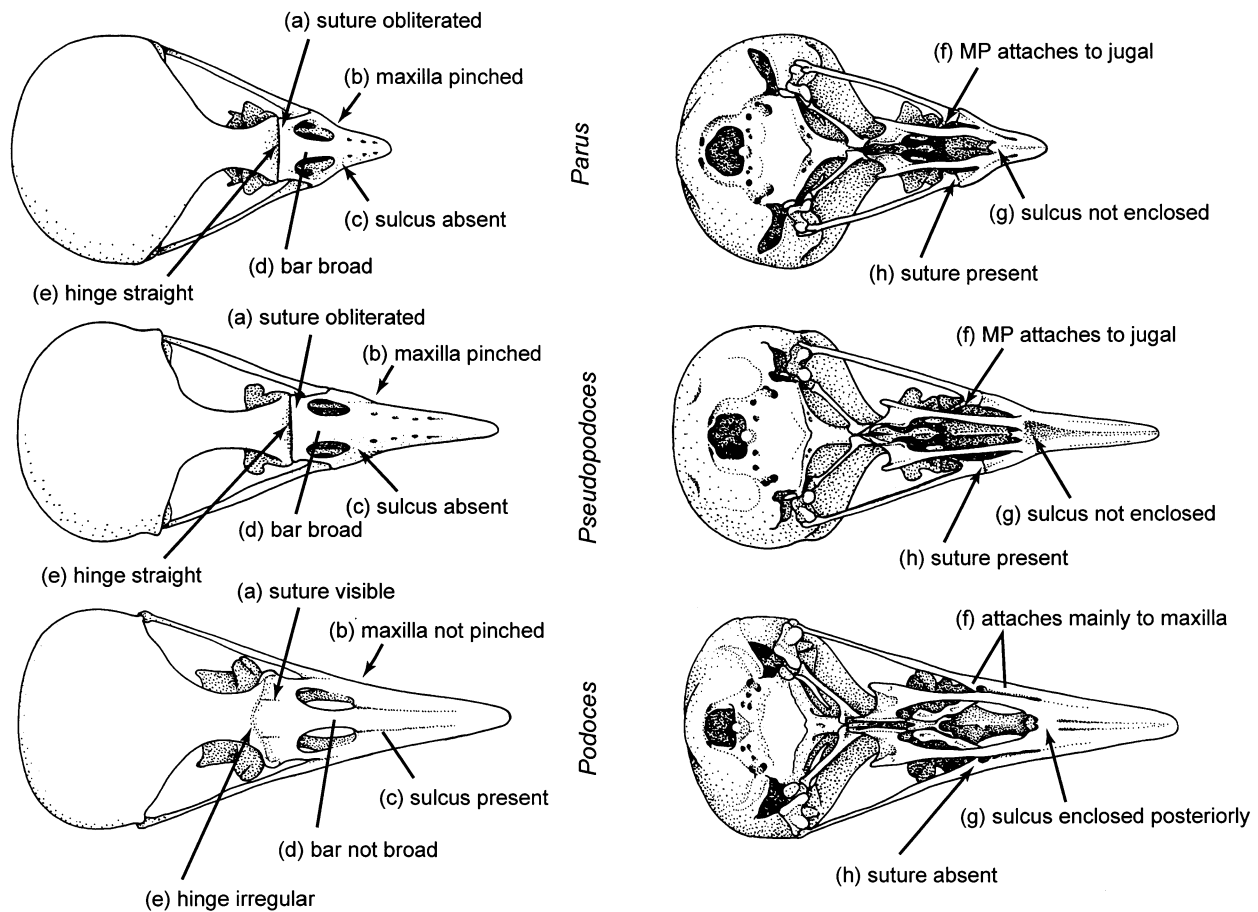 (a) suture obliterated
(b) maxilla pinched
(c) sulcus absent
(d) bar broad
(e) hinge straight
Parus
(f) MP attaches to jugal
(g) sulcus not enclosed
(h) suture present
(a) suture obliterated
(b) maxilla pinched
(c) sulcus absent
(d) bar broad
(e) hinge straight
Pseudopodoces
(f) MP attaches to jugal
(g) sulcus not enclosed
(h) suture present
(a) suture visible
(b) maxilla not pinched
(c) sulcus present
(d) bar not broad
(e) hinge irregular
Podoces
(f) attaches mainly to maxilla
(g) sulcus enclosed posteriorly
(h) suture absent